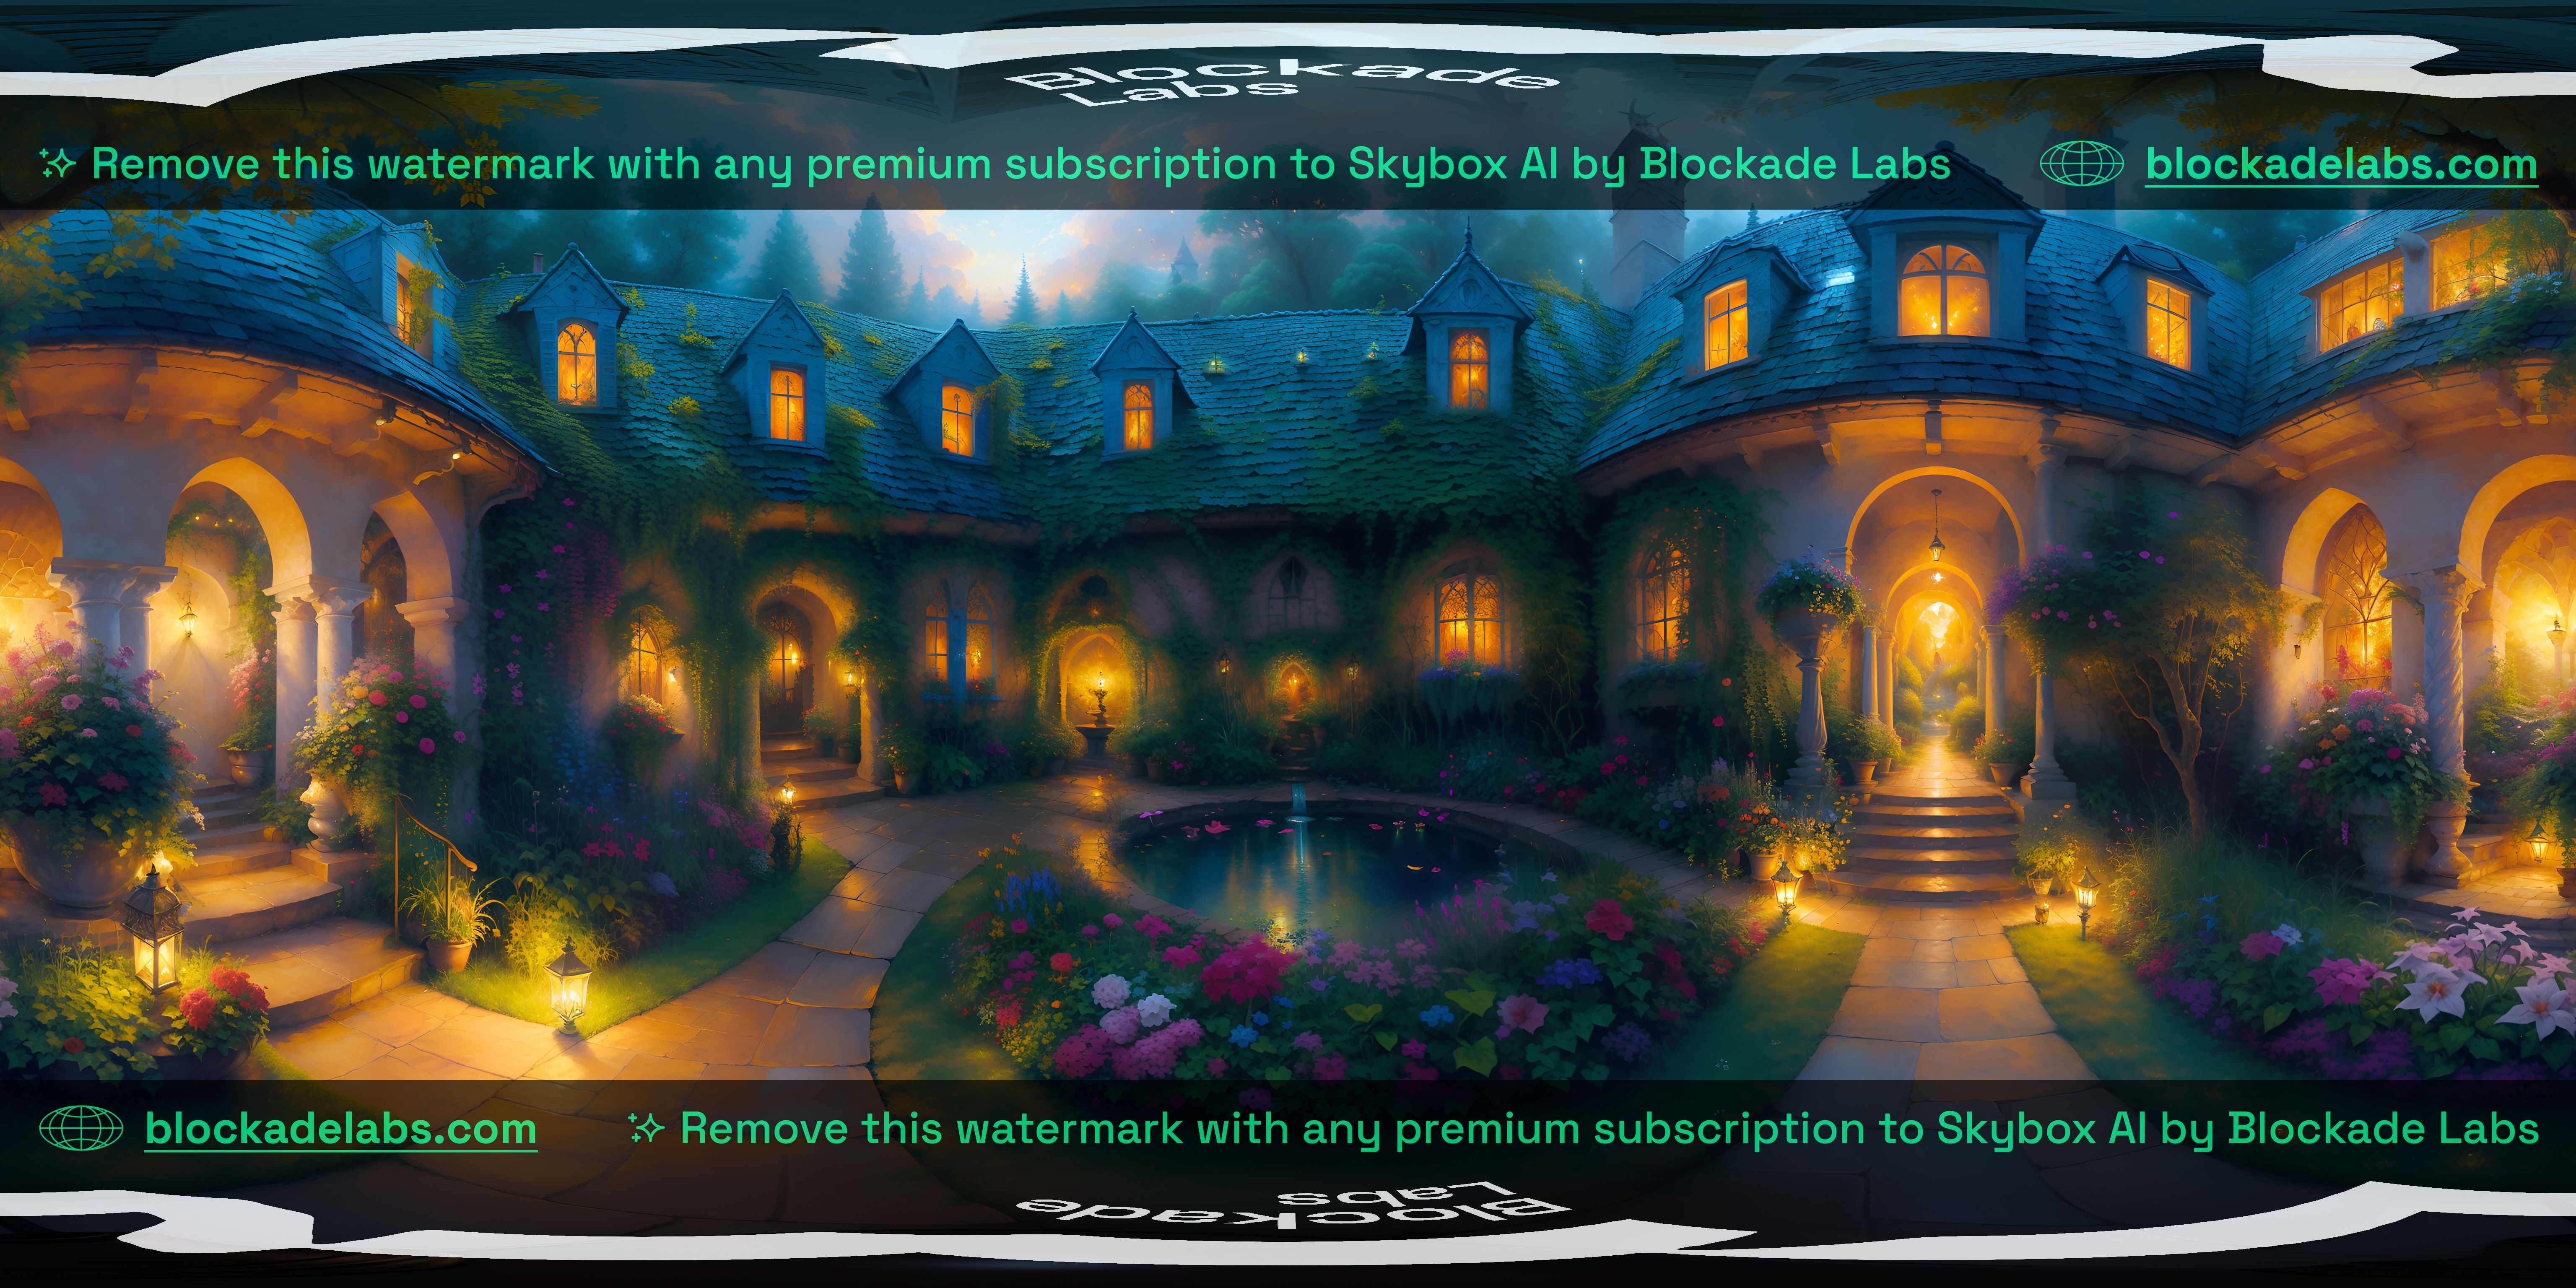 Blockade
Labs
Remove this watermark with any premium subscription to Skybox AI by Blockade Labs
blockadelabs.com
blockadelabs.com
Remove this watermark with any premium subscription to Skybox AI by Blockade Labs
Blockade
Labs